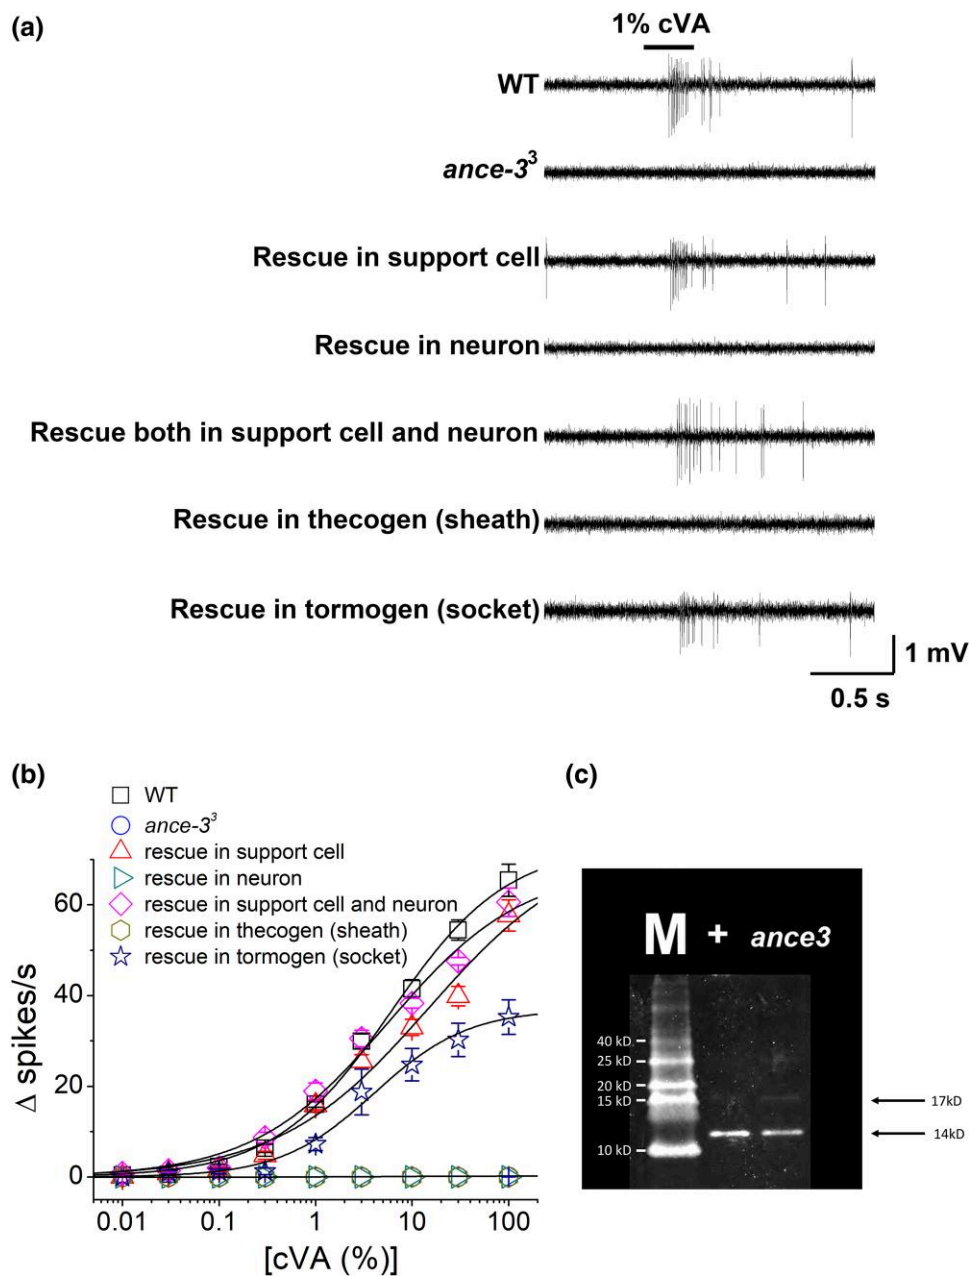 (a)
1% cVA
WT
ance-3³
Rescue in support cell
Rescue in neuron
Rescue both in support cell and neuron
Rescue in thecogen (sheath)
Rescue in tormogen (socket)
1 mV
0.5 s
(b)
WT
ance-3³
rescue in support cell
rescue in neuron
rescue in support cell and neuron
rescue in thecogen (sheath)
rescue in tormogen (socket)
Δ spikes/s
60
40
20
0
0.01 0.1 1 10 100
[cVA (%)]
(c)
M + ance3
40 kD
25 kD
20 kD
15 kD
10 kD
17kD
14kD